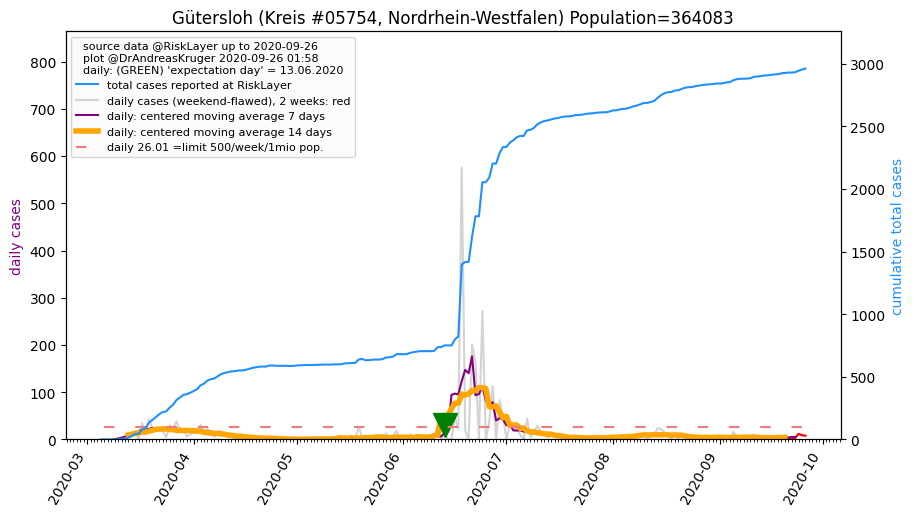 Gütersloh (Kreis #05754, Nordrhein-Westfalen) Population=364083
source data @RiskLayer up to 2020-09-26
plot @DrAndreasKruger 2020-09-26 01:58
daily: (GREEN) 'expectation day' = 13.06.2020
total cases reported at RiskLayer
daily cases (weekend-flawed), 2 weeks: red
daily: centered moving average 7 days
daily: centered moving average 14 days
daily 26.01 =limit 500/week/1mio pop.
daily cases
800
700
600
500
400
300
200
100
0
cumulative total cases
3000
2500
2000
1500
1000
500
0
2020-03
2020-04
2020-05
2020-06
2020-07
2020-08
2020-09
2020-10